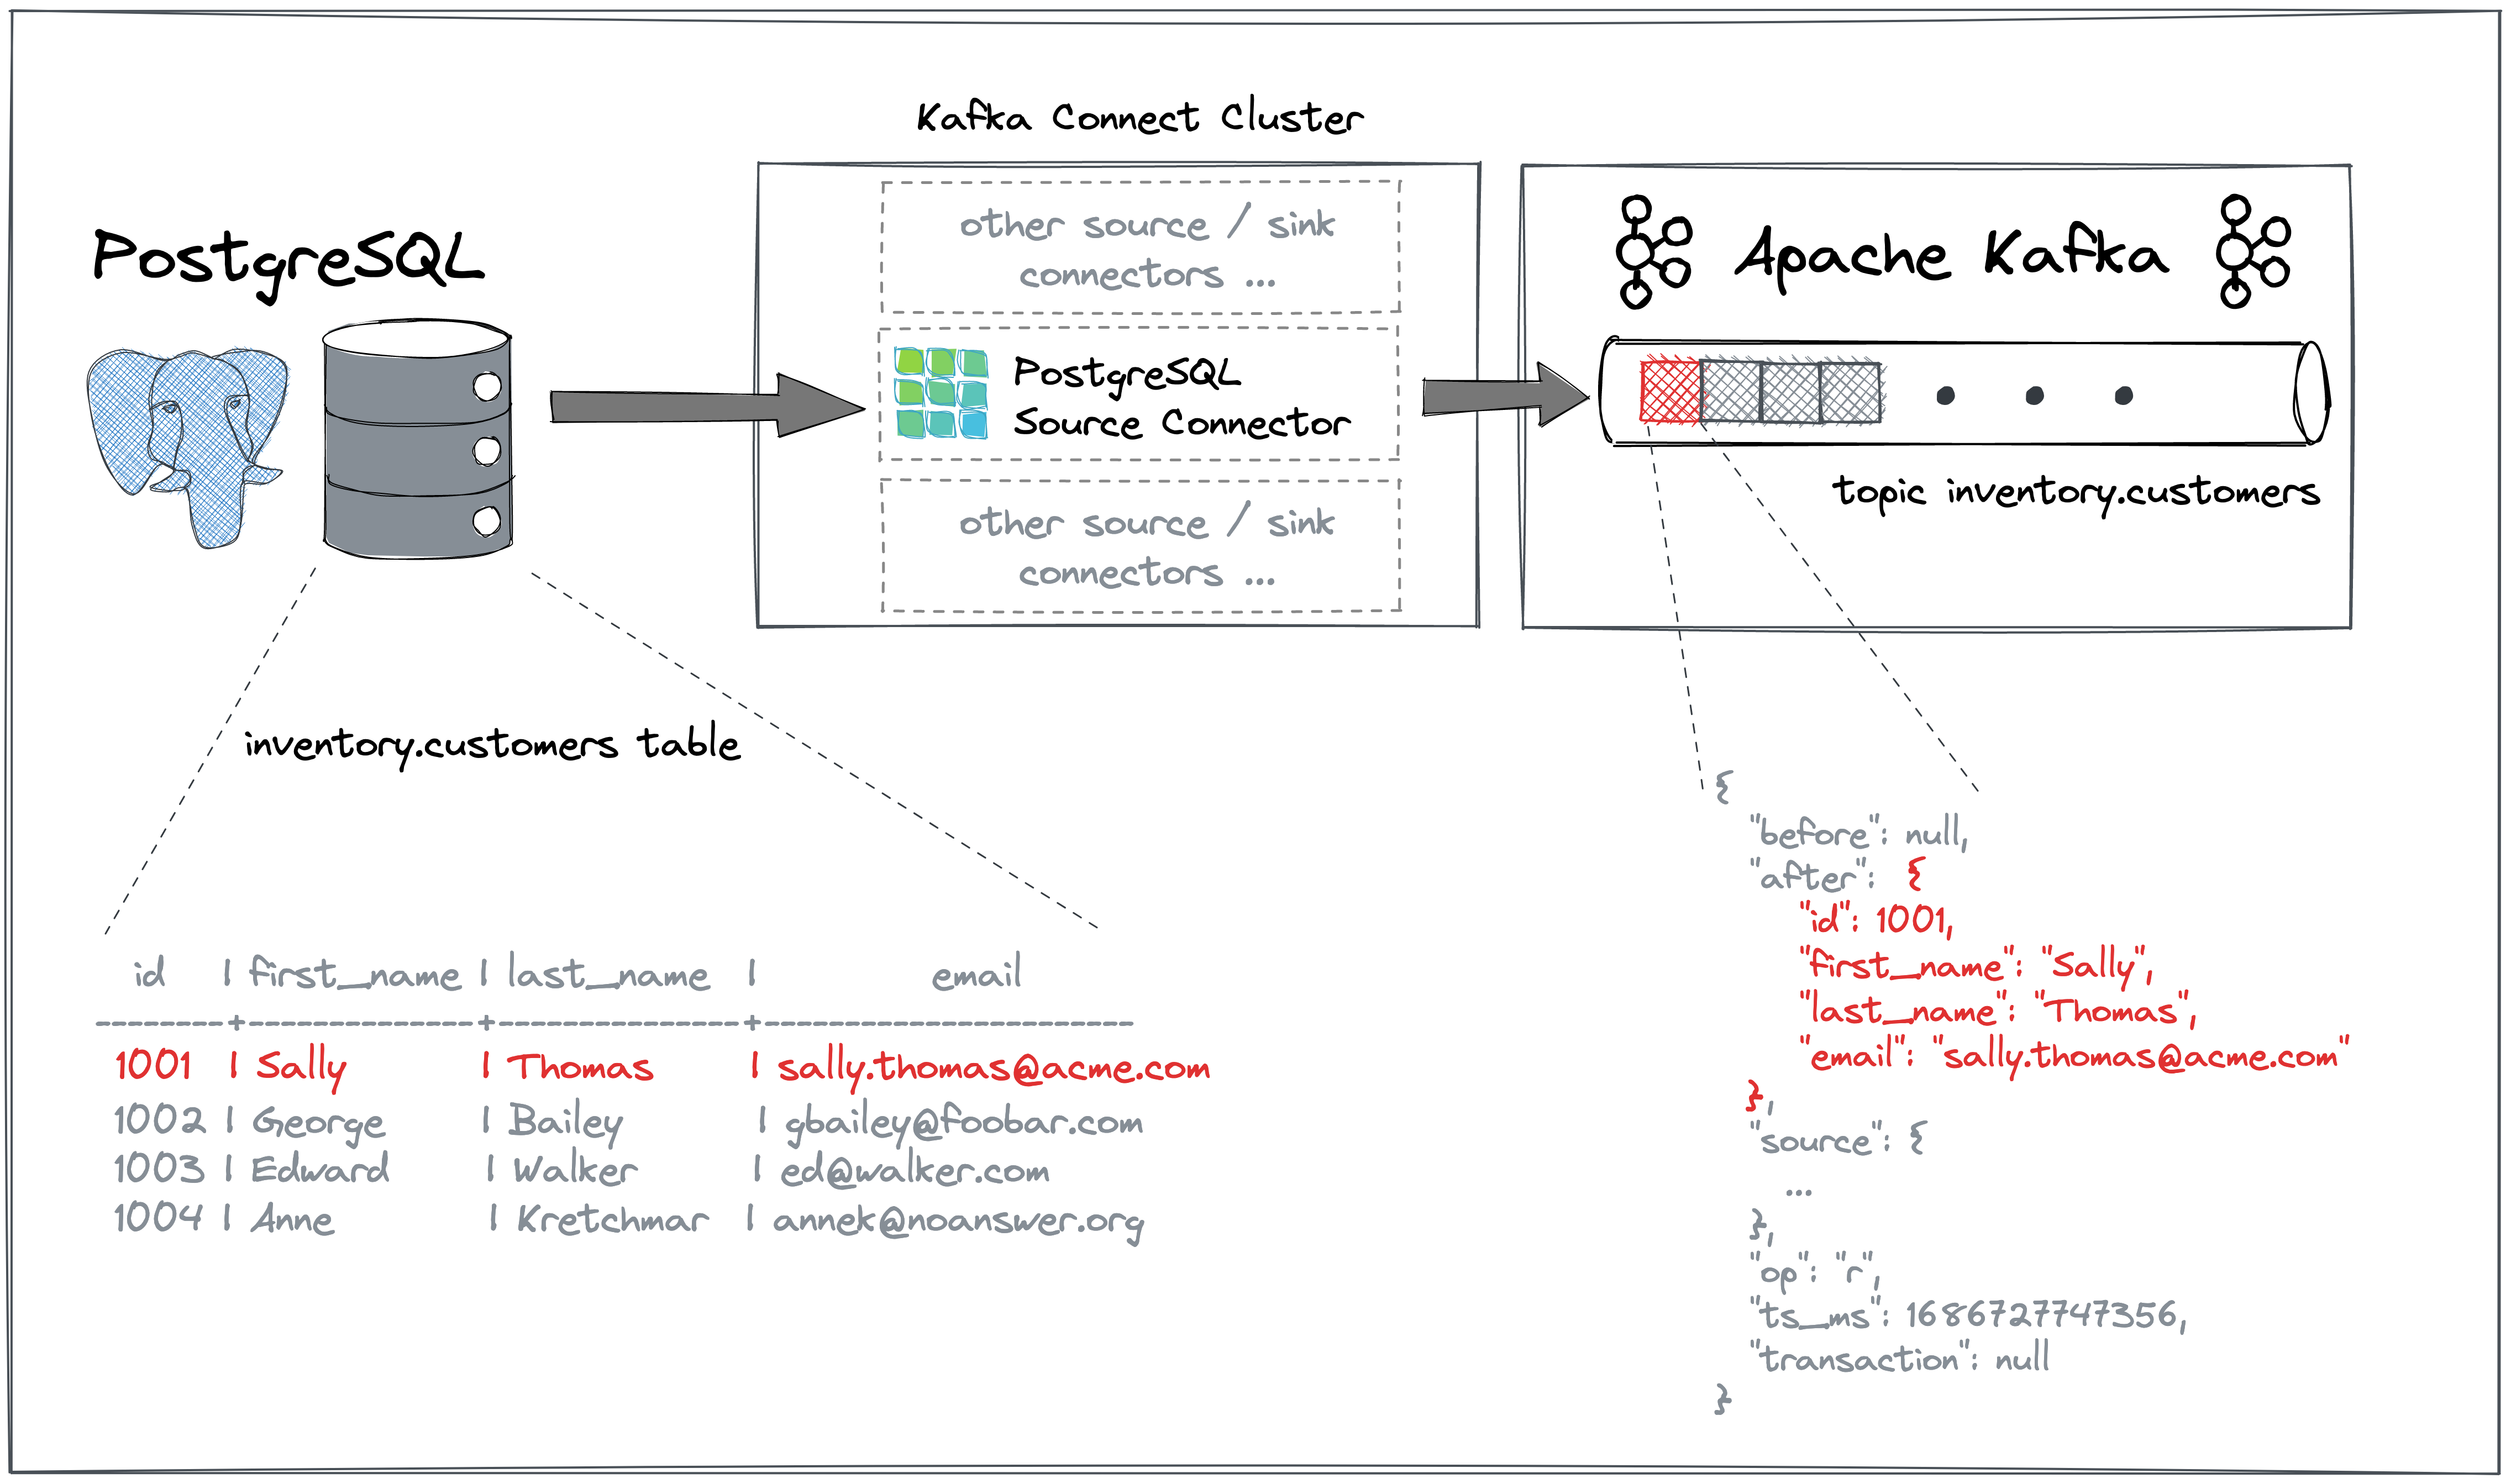 Kafka Connect Cluster
PostgreSQL
other source / sink
connectors ...
PostgreSQL
Source Connector
other source / sink
connectors ...
Apache Kafka
topic inventory.customers
inventory.customers table
id | first_name | last_name | email
--------+---------------+----------------+------------------------
1001 | Sally | Thomas | sally.thomas@acme.com
1002 | George | Bailey | gbailey@foobar.com
1003 | Edward | Walker | ed@walker.com
1004 | Anne | Kretchmar | annek@noanswer.org
{
"before": null,
"after": {
"id": 1001,
"first_name": "Sally",
"last_name": "Thomas",
"email": "sally.thomas@acme.com"
},
"source": {
...
},
"op": "r",
"ts_ms": 1686727747356,
"transaction": null
}